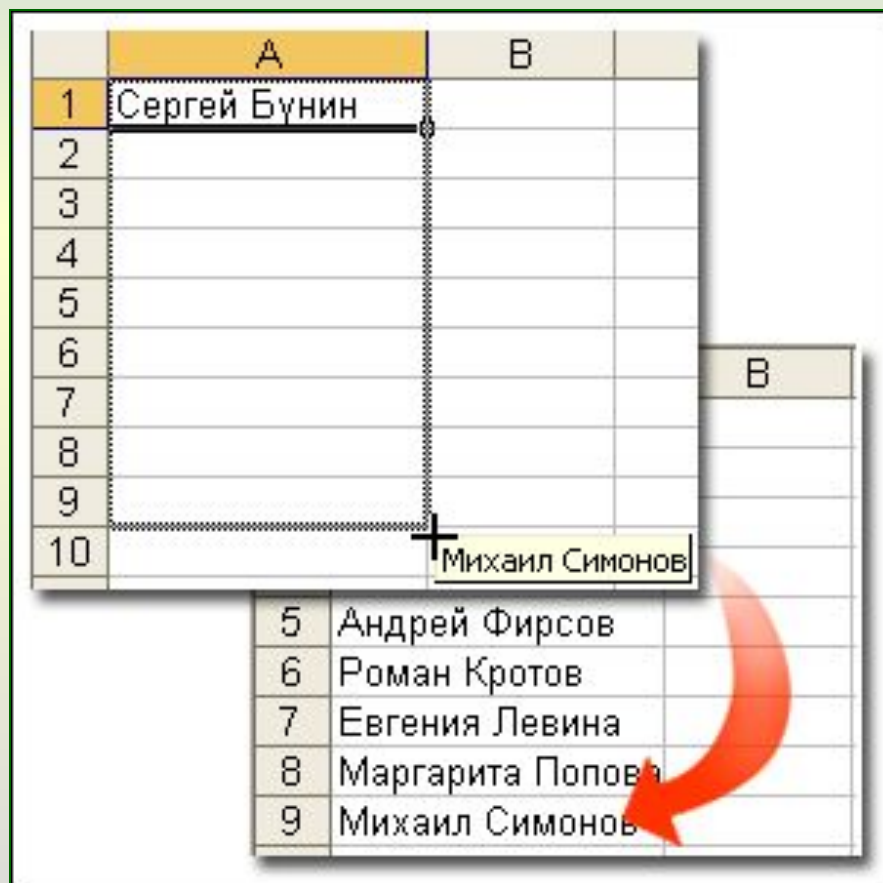 A B
1 Сергей Бунин
2
3
4
5
6
7
8
9
10
Михаил Симонов
B
5 Андрей Фирсов
6 Роман Кротов
7 Евгения Левина
8 Маргарита Попова
9 Михаил Симонов